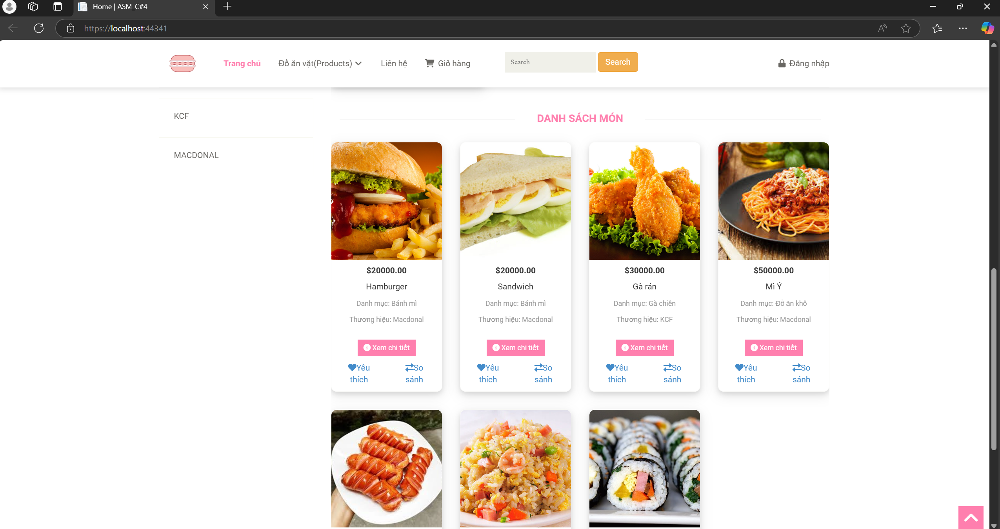 Home | ASM_C#4
https://localhost:44341
Trang chủ
Đồ ăn vặt(Products)
Liên hệ
Giỏ hàng
Search
Search
Đăng nhập
KCF
MACDONAL
DANH SÁCH MÓN
$20000.00
Hamburger
Danh mục: Bánh mì
Thương hiệu: Macdonal
Xem chi tiết
Yêu
thích
So
sánh
$20000.00
Sandwich
Danh mục: Bánh mì
Thương hiệu: Macdonal
Xem chi tiết
Yêu
thích
So
sánh
$30000.00
Gà rán
Danh mục: Gà chiên
Thương hiệu: KCF
Xem chi tiết
Yêu
thích
So
sánh
$50000.00
Mì Ý
Danh mục: Đồ ăn khô
Thương hiệu: Macdonal
Xem chi tiết
Yêu
thích
So
sánh